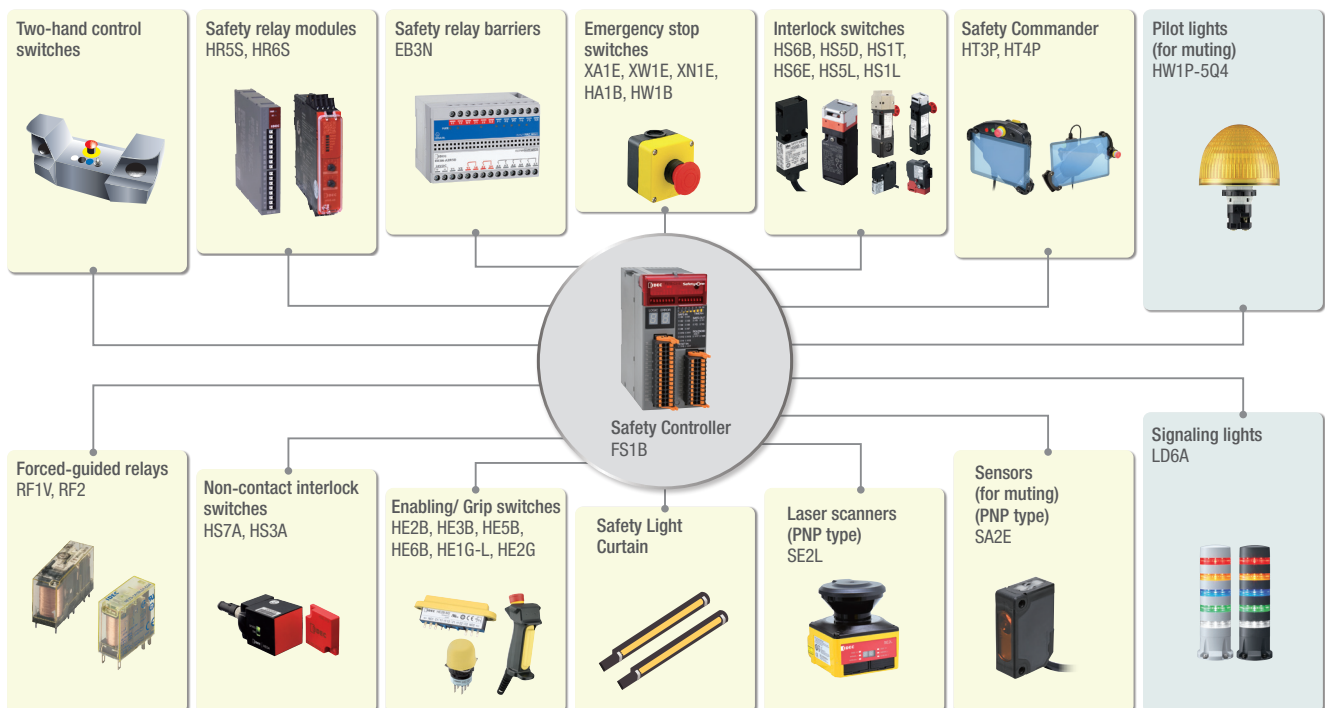 Two-hand control
switches
Safety relay modules
HR5S, HR6S
Safety relay barriers
EB3N
Emergency stop
switches
XA1E, XW1E, XN1E,
HA1B, HW1B
Interlock switches
HS6B, HS5D, HS1T,
HS6E, HS5L, HS1L
Safety Commander
HT3P, HT4P
Pilot lights
(for muting)
HW1P-5Q4
Safety Controller
FS1B
Forced-guided relays
RF1V, RF2
Non-contact interlock
switches
HS7A, HS3A
Enabling/ Grip switches
HE2B, HE3B, HE5B,
HE6B, HE1G-L, HE2G
Safety Light
Curtain
Laser scanners
(PNP type)
SE2L
Sensors
(for muting)
(PNP type)
SA2E
Signaling lights
LD6A